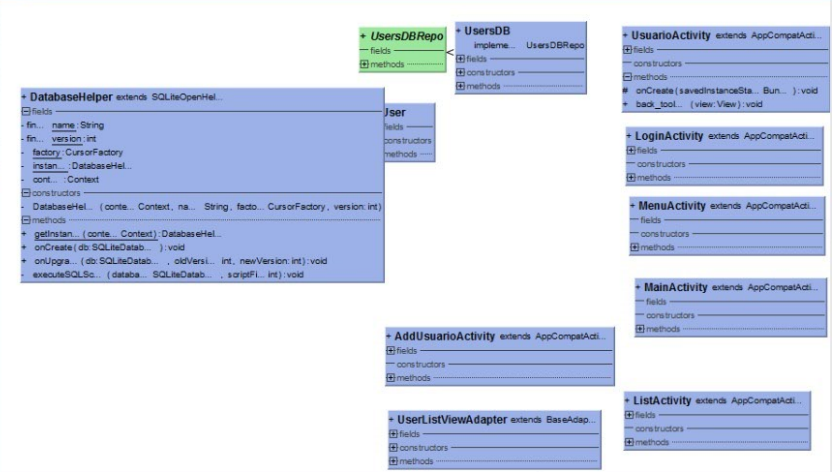 + UsersDBRepo
fields
methods
+ UsersDB
impleme... UsersDBRepo
fields
constructors
methods
+ UsuarioActivity extends AppCompatActi...
fields
constructors
methods
# onCreate(savedInstanceSta... Bun... ):void
+ back_tool... (view:View):void
+ DatabaseHelper extends SQLiteOpenHel...
fields
- fin... name:String
- fin... version:int
- factory:CursorFactory
- instan... :DatabaseHel...
- cont... :Context
constructors
- DatabaseHel... (conte... Context, na... String, facto... CursorFactory, version:int)
methods
+ getInstan... (conte... Context):DatabaseHel...
+ onCreate(db:SQLiteDatab... ):void
+ onUpgra... (db:SQLiteDatab... , oldVersi... int, newVersion:int):void
- executeSQLSc... (databa... SQLiteDatab... , scriptFi... int):void
User
fields
constructors
methods
+ LoginActivity extends AppCompatActi...
fields
constructors
methods
+ MenuActivity extends AppCompatActi...
fields
constructors
methods
+ MainActivity extends AppCompatActi...
fields
constructors
methods
+ AddUsuarioActivity extends AppCompatActi...
fields
constructors
methods
+ ListActivity extends AppCompatActi...
fields
constructors
methods
+ UserListViewAdapter extends BaseAdap...
fields
constructors
methods